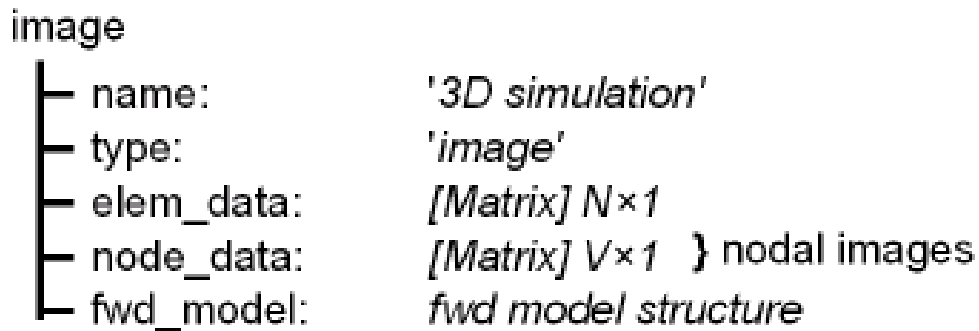 image
name: '3D simulation'
type: 'image'
elem_data: [Matrix] N×1
node_data: [Matrix] V×1 } nodal images
fwd_model: fwd model structure